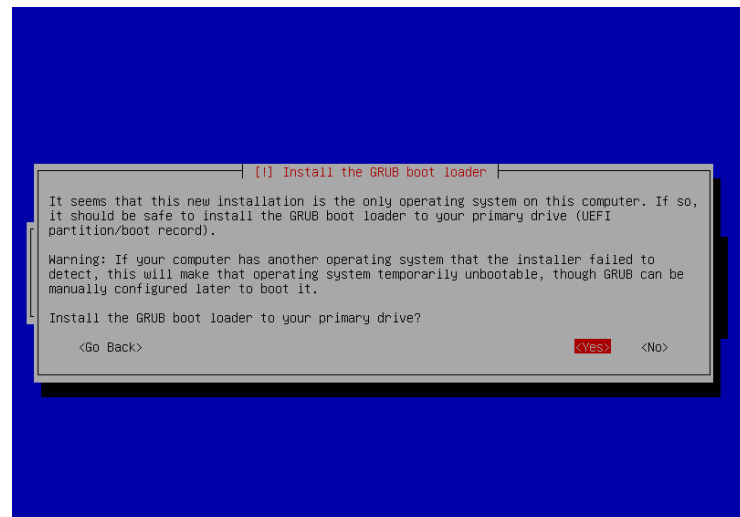 [!] Install the GRUB boot loader
It seems that this new installation is the only operating system on this computer. If so,
it should be safe to install the GRUB boot loader to your primary drive (UEFI
partition/boot record).
Warning: If your computer has another operating system that the installer failed to
detect, this will make that operating system temporarily unbootable, though GRUB can be
manually configured later to boot it.
Install the GRUB boot loader to your primary drive?
<Go Back> <Yes> <No>